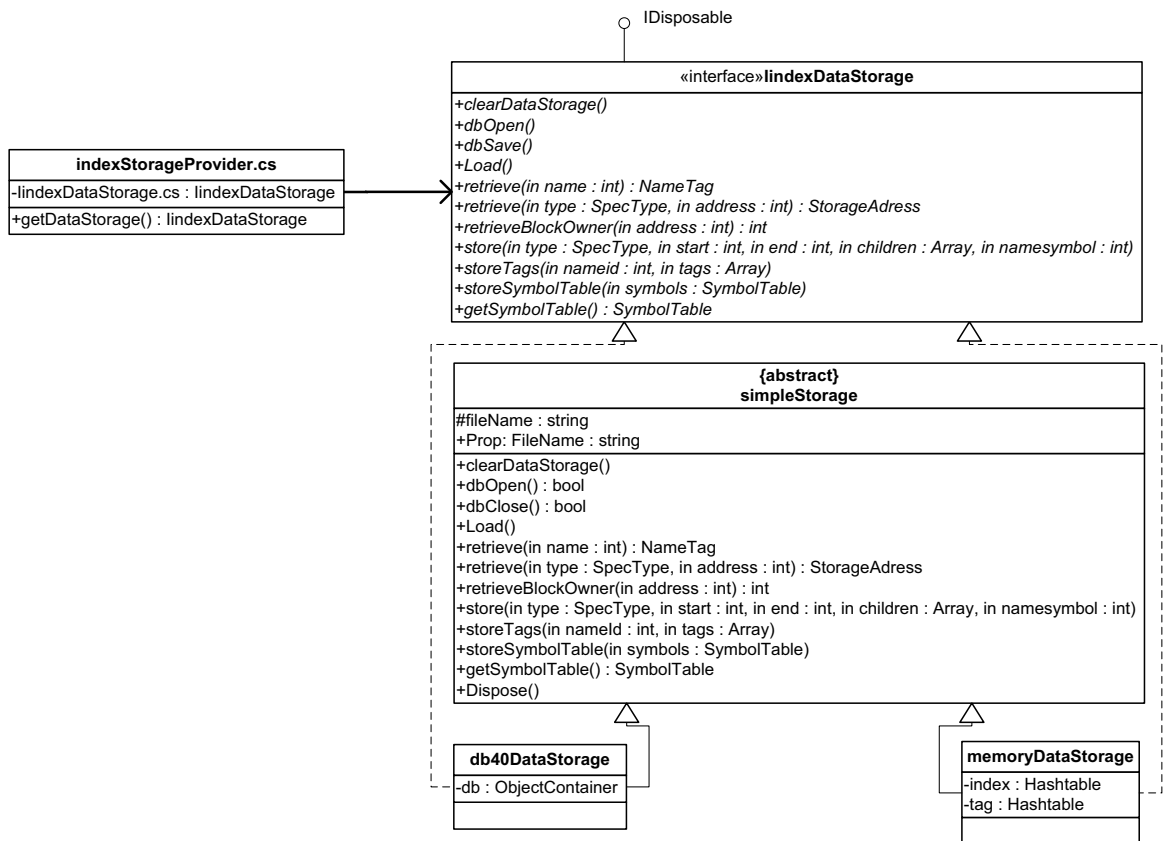 IDisposable
«interface»IindexDataStorage
+clearDataStorage()
+dbOpen()
+dbSave()
+Load()
+retrieve(in name : int) : NameTag
+retrieve(in type : SpecType, in address : int) : StorageAdress
+retrieveBlockOwner(in address : int) : int
+store(in type : SpecType, in start : int, in end : int, in children : Array, in namesymbol : int)
+storeTags(in nameid : int, in tags : Array)
+storeSymbolTable(in symbols : SymbolTable)
+getSymbolTable() : SymbolTable
indexStorageProvider.cs
-IindexDataStorage.cs : IindexDataStorage
+getDataStorage() : IindexDataStorage
{abstract}
simpleStorage
#fileName : string
+Prop: FileName : string
+clearDataStorage()
+dbOpen() : bool
+dbClose() : bool
+Load()
+retrieve(in name : int) : NameTag
+retrieve(in type : SpecType, in address : int) : StorageAdress
+retrieveBlockOwner(in address : int) : int
+store(in type : SpecType, in start : int, in end : int, in children : Array, in namesymbol : int)
+storeTags(in nameId : int, in tags : Array)
+storeSymbolTable(in symbols : SymbolTable)
+getSymbolTable() : SymbolTable
+Dispose()
db40DataStorage
-db : ObjectContainer
memoryDataStorage
-index : Hashtable
-tag : Hashtable